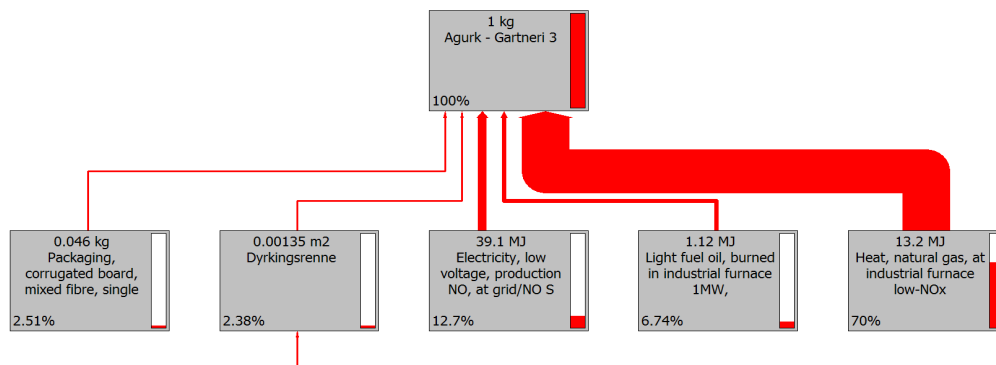 1 kg
Agurk - Gartneri 3
100%
0.046 kg
Packaging,
corrugated board,
mixed fibre, single
2.51%
0.00135 m2
Dyrkingsrenne
2.38%
39.1 MJ
Electricity, low
voltage, production
NO, at grid/NO S
12.7%
1.12 MJ
Light fuel oil, burned
in industrial furnace
1MW,
6.74%
13.2 MJ
Heat, natural gas, at
industrial furnace
low-NOx
70%